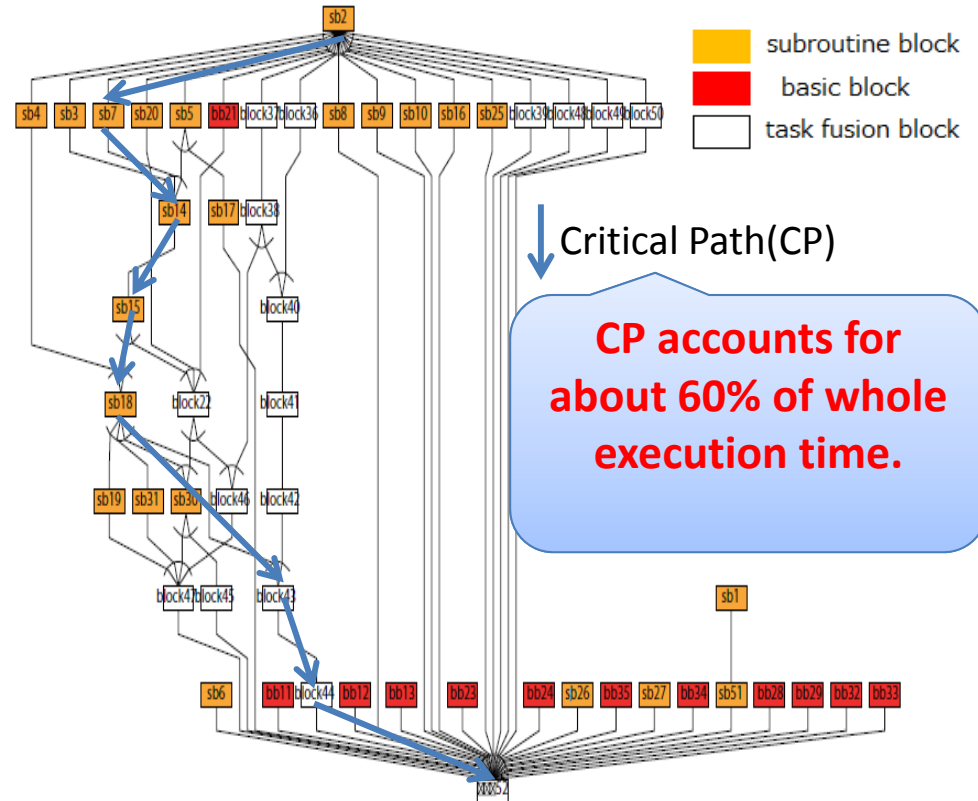 sb2
subroutine block
basic block
task fusion block
sb4 sb3 sb7 sb20 sb5 bb21 block37 block36 sb8 sb9 sb10 sb16 sb25 block39 block48 block49 block50
sb14 sb17 block38
Critical Path(CP)
sb15 block40
CP accounts for
about 60% of whole
execution time.
sb18 block22 block41
sb19 sb31 sb30 block46 block42
block47 block45 block43
sb1
sb6 bb11 block44 bb12 bb13 bb23 bb24 sb26 bb35 sb27 bb34 sb51 bb28 bb29 bb32 bb33